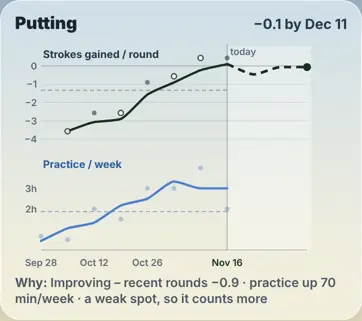 Putting
−0.1 by Dec 11
Strokes gained / round
today
0
−1
−2
−3
−4
Practice / week
3h
2h
Sep 28
Oct 12
Oct 26
Nov 16
Why: Improving – recent rounds −0.9 · practice up 70
min/week · a weak spot, so it counts more